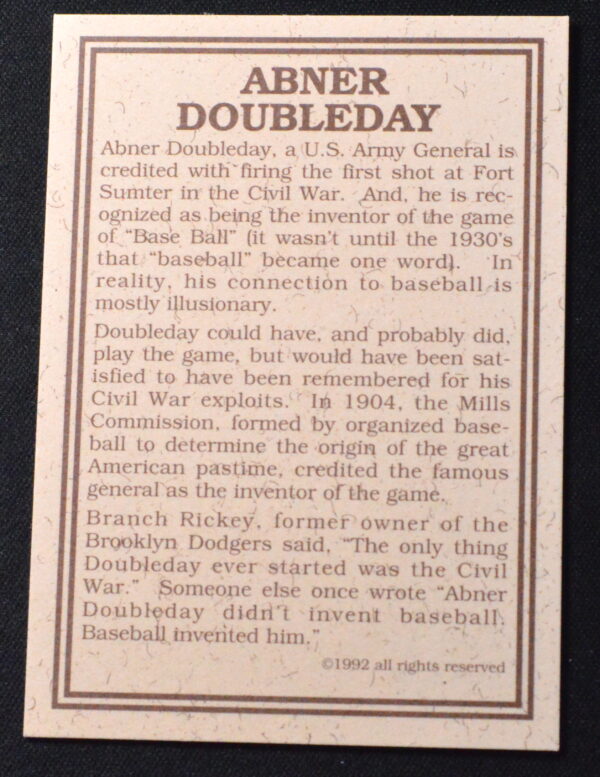 ABNER
DOUBLEDAY
Abner Doubleday, a U.S. Army General is
credited with firing the first shot at Fort
Sumter in the Civil War. And, he is rec-
ognized as being the inventor of the game
of "Base Ball" (it wasn't until the 1930's
that "baseball" became one word). In
reality, his connection to baseball is
mostly illusionary.
Doubleday could have, and probably did,
play the game, but would have been sat-
isfied to have been remembered for his
Civil War exploits. In 1904, the Mills
Commission, formed by organized base-
ball to determine the origin of the great
American pastime, credited the famous
general as the inventor of the game.
Branch Rickey, former owner of the
Brooklyn Dodgers said, "The only thing
Doubleday ever started was the Civil
War." Someone else once wrote "Abner
Doubleday didn't invent baseball.
Baseball invented him."
©1992 all rights reserved